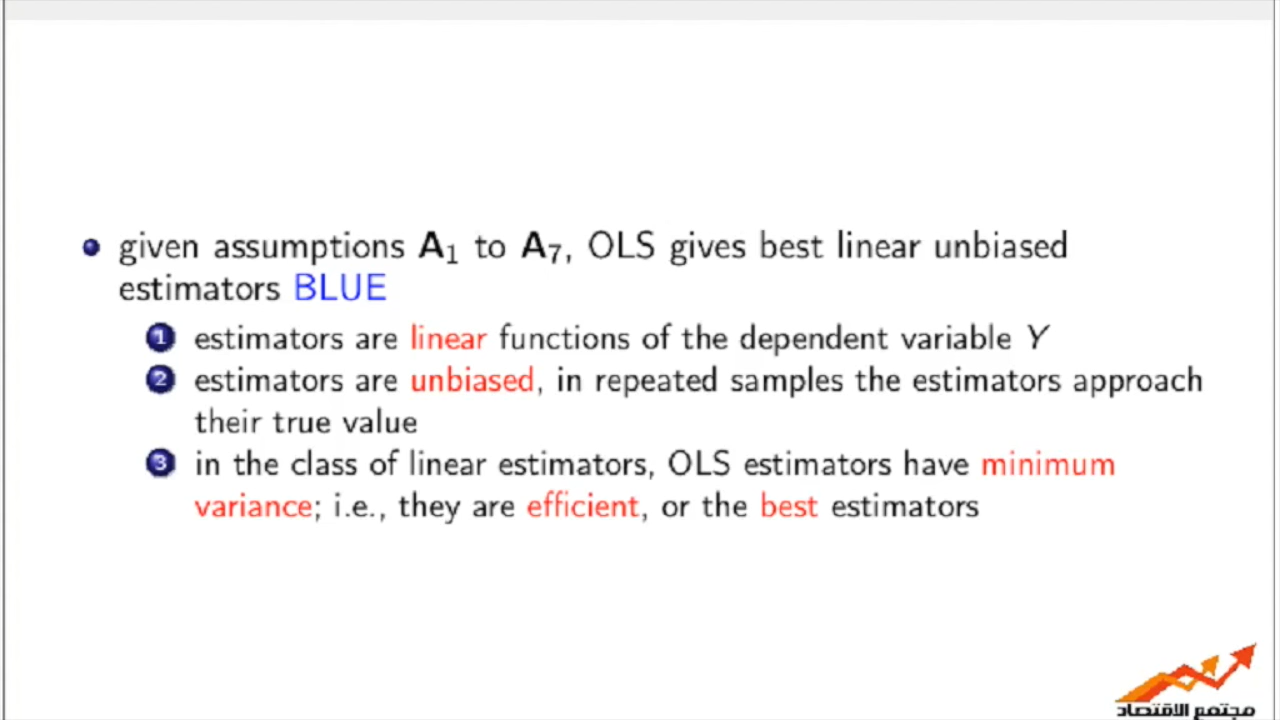 given assumptions A1 to A7, OLS gives best linear unbiased
estimators BLUE
1 estimators are linear functions of the dependent variable Y
2 estimators are unbiased, in repeated samples the estimators approach
their true value
3 in the class of linear estimators, OLS estimators have minimum
variance; i.e., they are efficient, or the best estimators
مجتمع الاقتصاد